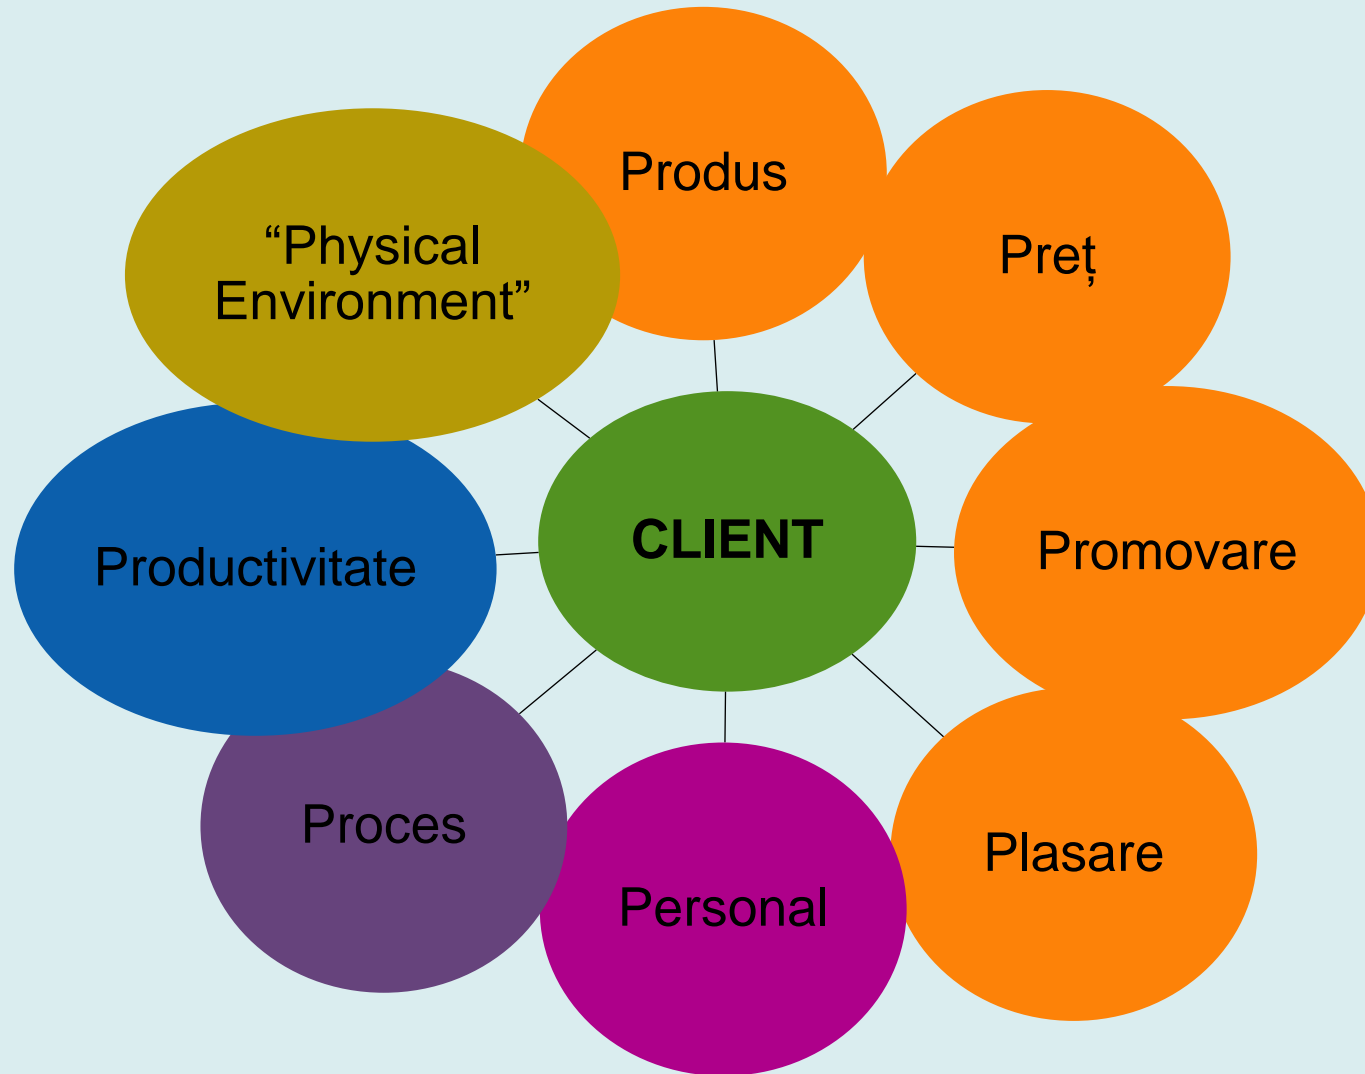 Produs
“Physical
Environment”
Preț
CLIENT
Promovare
Productivitate
Proces
Plasare
Personal